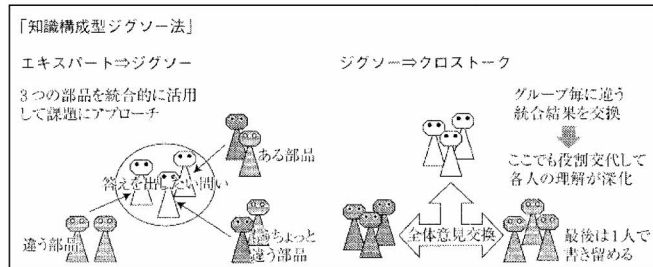 「知識構成型ジグソー法」
エキスパート⇒ジグソー
3つの部品を統合的に活用
して課題にアプローチ
ある部品
答えを出したい問い
違う部品
ちょっと
違う部品
ジグソー⇒クロストーク
グループ毎に違う
統合結果を交換
ここでも役割交代して
各人の理解が深化
全体意見交換
最後は1人で
書き留める